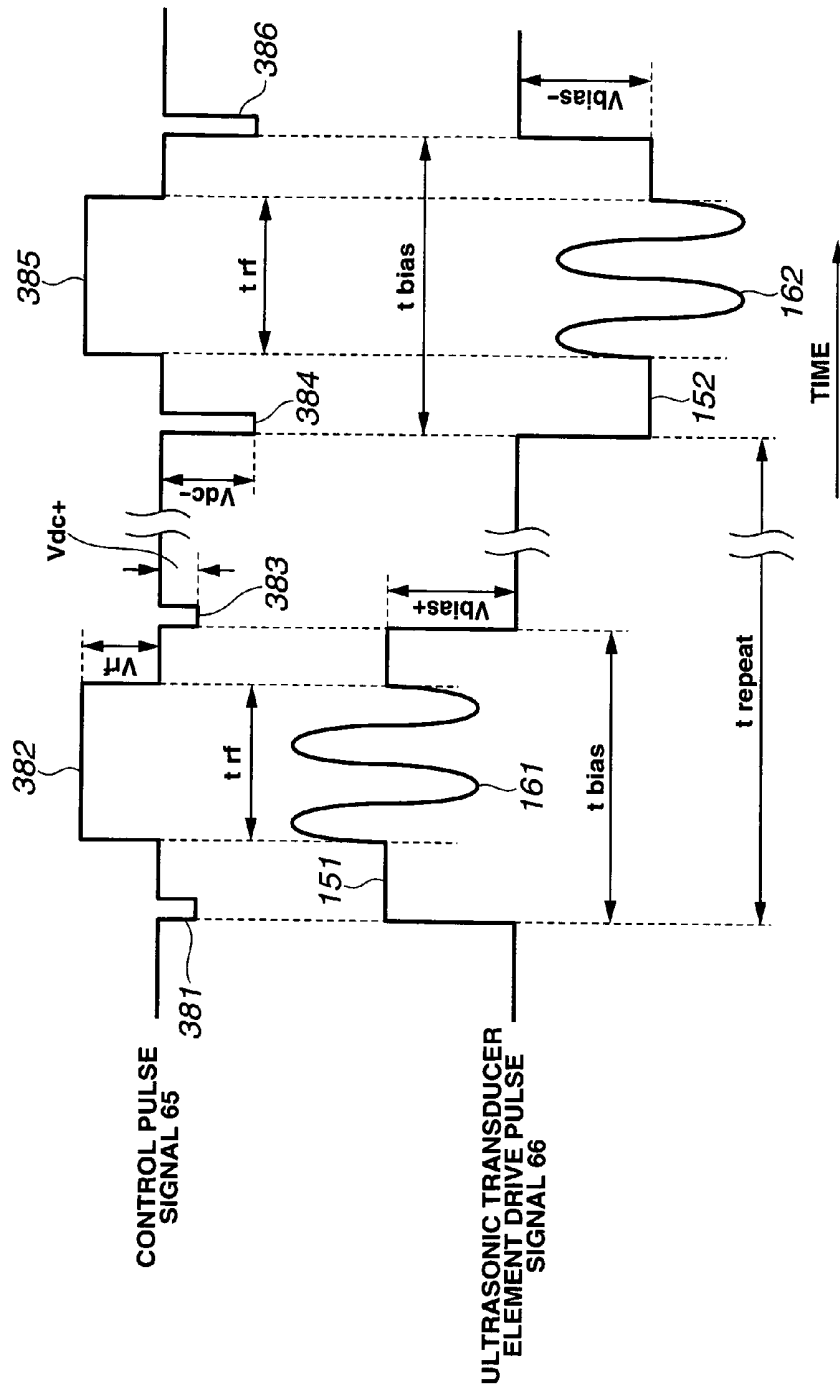 CONTROL PULSE
SIGNAL 65
381
382
Vrf
t rf
383
Vdc+
Vdc-
384
385
t rf
t bias
386
ULTRASONIC TRANSDUCER
ELEMENT DRIVE PULSE
SIGNAL 66
151
161
Vbias+
t bias
t repeat
152
162
Vbias-
TIME